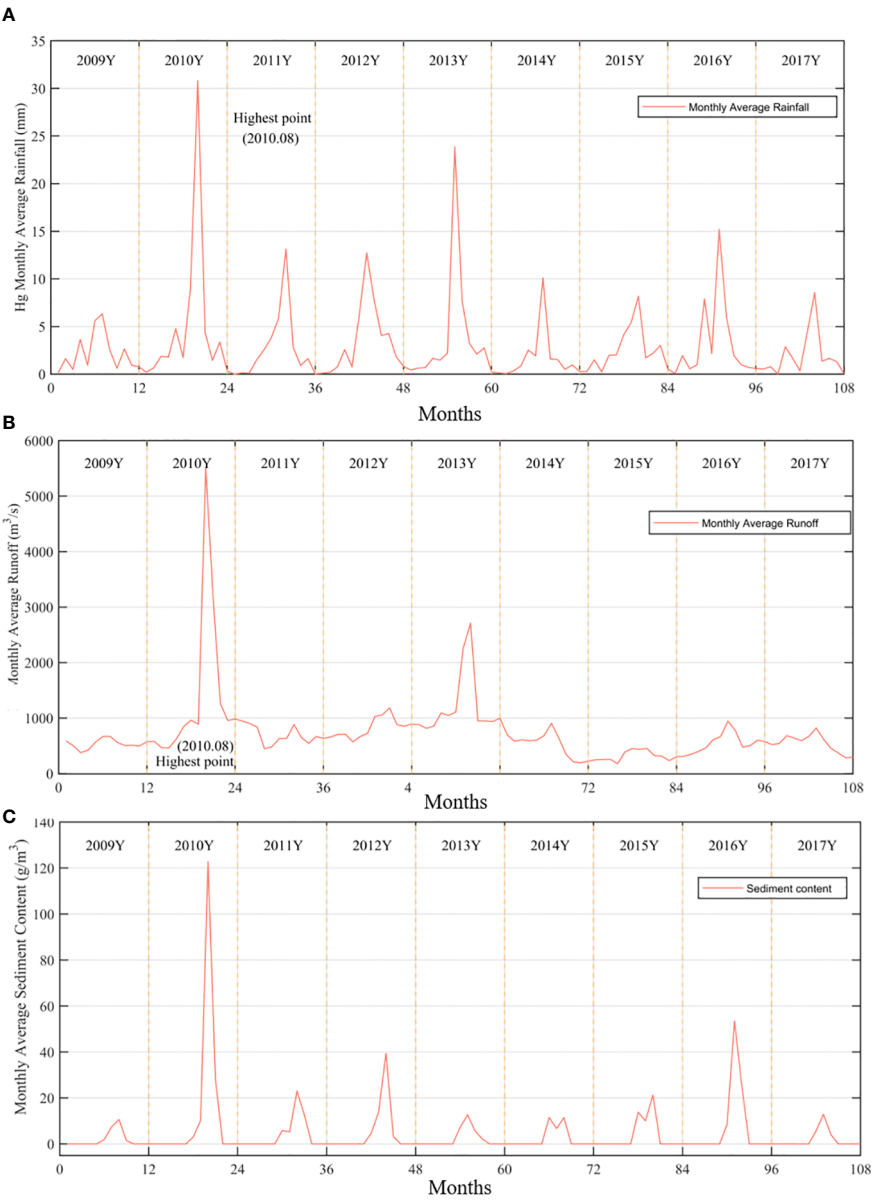 A
35
30
25
20
15
10
5
0
Hg Monthly Average Rainfall (mm)
2009Y 2010Y 2011Y 2012Y 2013Y 2014Y 2015Y 2016Y 2017Y
Monthly Average Rainfall
Highest point
(2010.08)
0 12 24 36 48 60 72 84 96 108
Months
B
6000
5000
4000
3000
2000
1000
0
Average Runoff (m³/s)
2009Y 2010Y 2011Y 2012Y 2013Y 2014Y 2015Y 2016Y 2017Y
Monthly Average Runoff
(2010.08)
Highest point
0 12 24 36 4 72 84 96 108
Months
C
140
120
100
80
60
40
20
0
Monthly Average Sediment Content (g/m³)
2009Y 2010Y 2011Y 2012Y 2013Y 2014Y 2015Y 2016Y 2017Y
Sediment content
0 12 24 36 48 60 72 84 96 108
Months